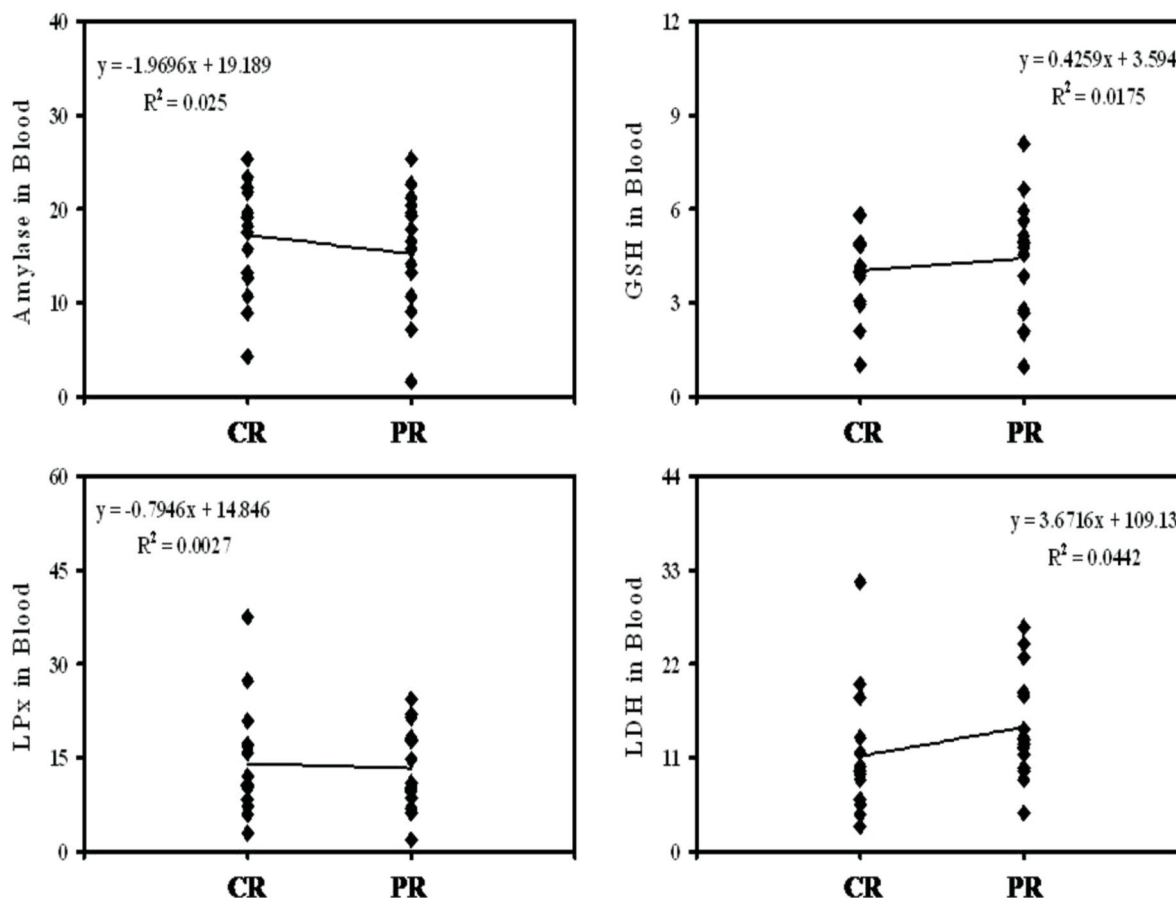 40
30
20
10
0
Amylase in Blood
y = -1.9696x + 19.189
R² = 0.025
CR PR
12
9
6
3
0
GSH in Blood
y = 0.4259x + 3.594
R² = 0.0175
CR PR
60
45
30
15
0
LPx in Blood
y = -0.7946x + 14.846
R² = 0.0027
CR PR
44
33
22
11
0
LDH in Blood
y = 3.6716x + 109.13
R² = 0.0442
CR PR